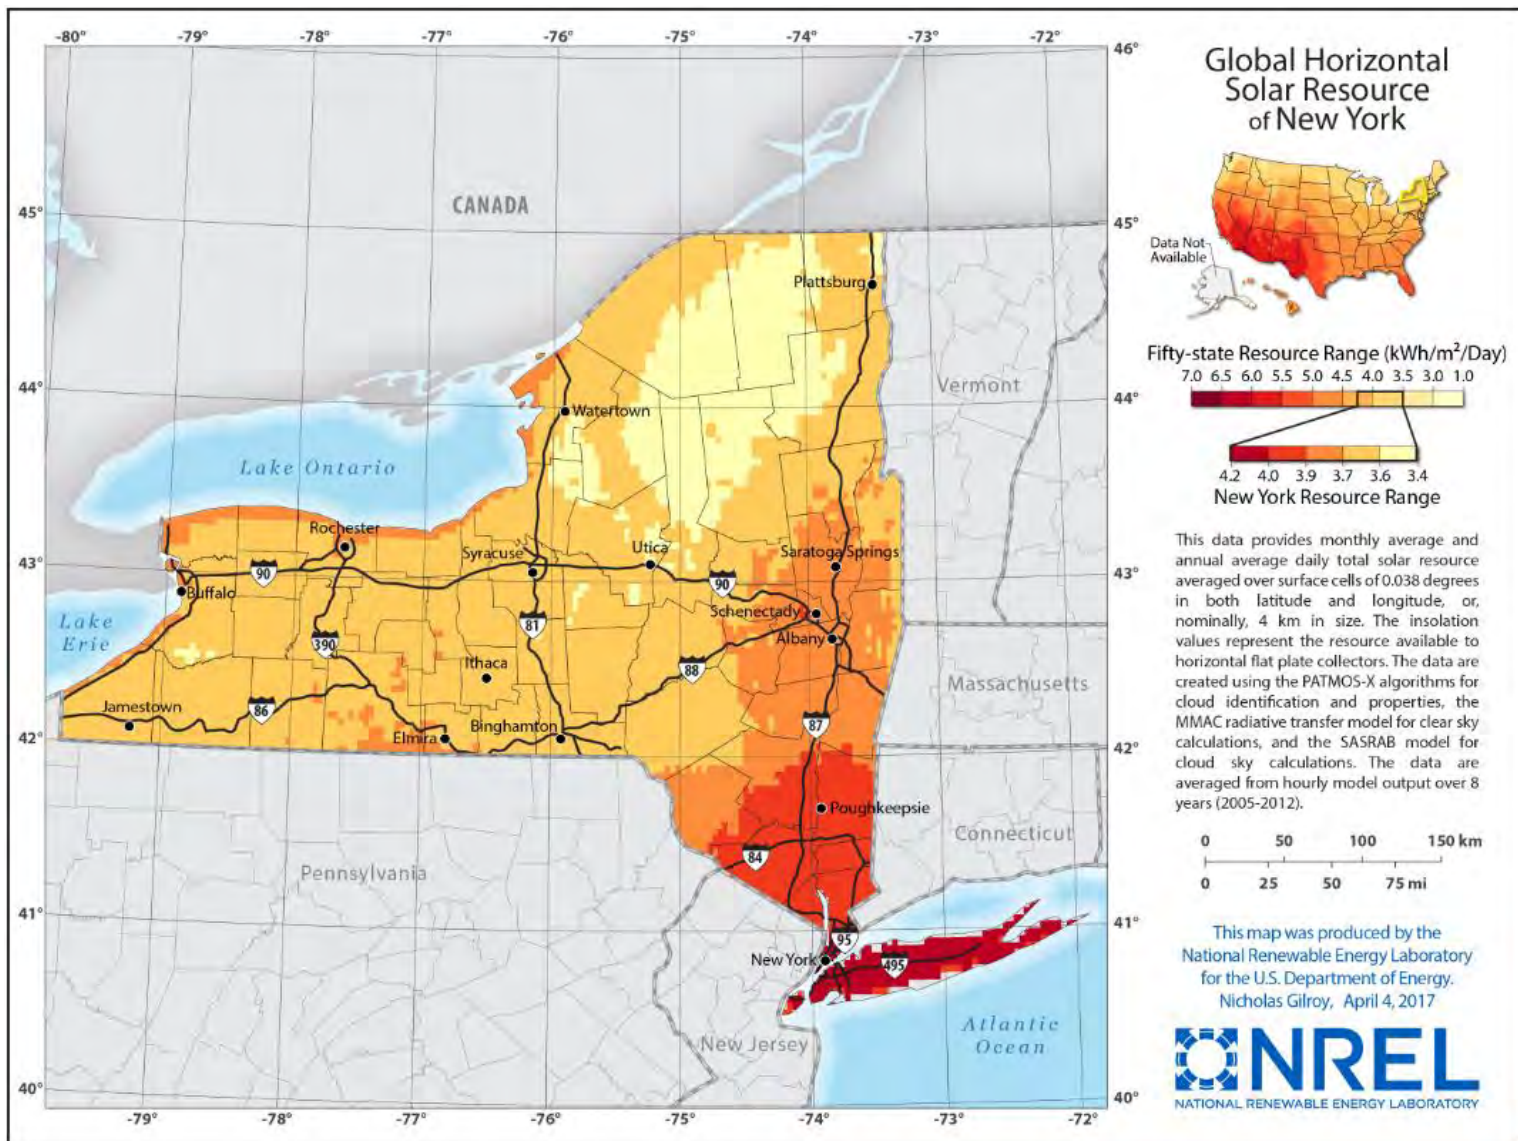 -80° -79° -78° -77° -76° -75° -74° -73° -72°
46°
Global Horizontal
Solar Resource
of New York
CANADA
45° 45°
Data Not
Available
Plattsburg
Fifty-state Resource Range (kWh/m²/Day)
7.0 6.5 6.0 5.5 5.0 4.5 4.0 3.5 3.0 1.0
44° 44°
Vermont
Watertown
4.2 4.0 3.9 3.7 3.6 3.4
New York Resource Range
Lake Ontario
Rochester
Syracuse
Utica
Saratoga Springs
43° 43°
90
90
Buffalo
Schenectady
Albany
81
390
Lake
Erie
Ithaca
88
Massachusetts
Jamestown
86
Binghamton
87
42° 42°
Elmira
This data provides monthly average and
annual average daily total solar resource
averaged over surface cells of 0.038 degrees
in both latitude and longitude, or,
nominally, 4 km in size. The insolation
values represent the resource available to
horizontal flat plate collectors. The data are
created using the PATMOS-X algorithms for
cloud identification and properties, the
MMAC radiative transfer model for clear sky
calculations, and the SASRAB model for
cloud sky calculations. The data are
averaged from hourly model output over 8
years (2005-2012).
Poughkeepsie
Connecticut
84
Pennsylvania
0 50 100 150 km
0 25 50 75 mi
41° 41°
95
New York
495
This map was produced by the
National Renewable Energy Laboratory
for the U.S. Department of Energy.
Nicholas Gilroy, April 4, 2017
Atlantic
Ocean
New Jersey
NREL
NATIONAL RENEWABLE ENERGY LABORATORY
40° 40°
-79° -78° -77° -76° -75° -74° -73° -72°